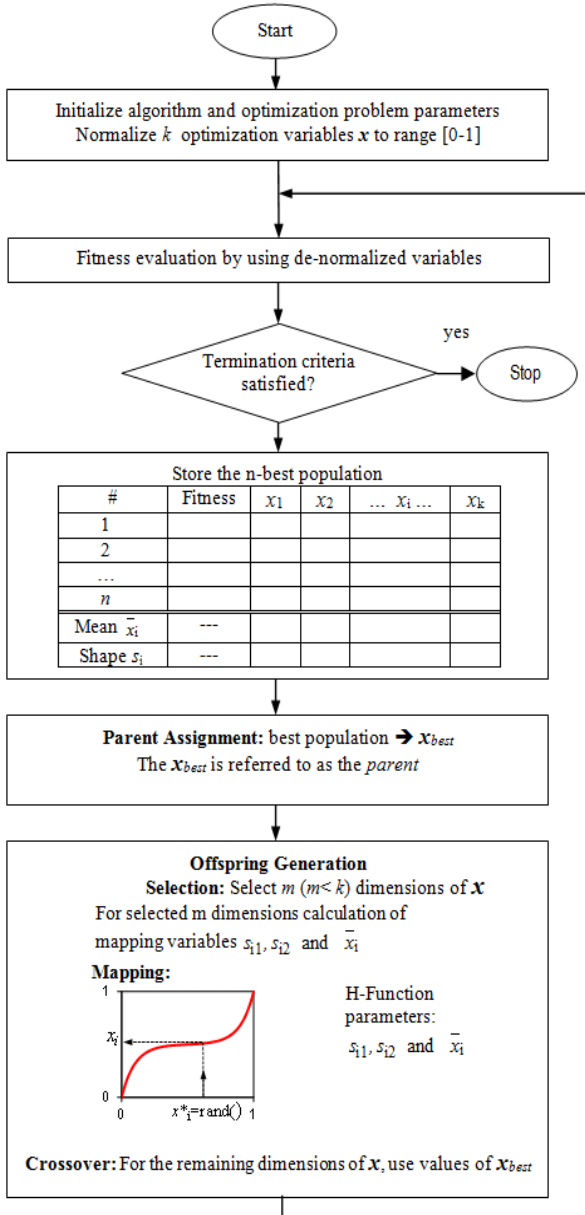 Start
Initialize algorithm and optimization problem parameters
Normalize k optimization variables x to range [0-1]
Fitness evaluation by using de-normalized variables
Termination criteria
satisfied?
yes
Stop
Store the n-best population
# Fitness x₁ x₂ ... xᵢ ... xₖ
1
2
...
n
Mean x̄ᵢ ---
Shape sᵢ ---
Parent Assignment: best population ➔ x_best
The x_best is referred to as the parent
Offspring Generation
Selection: Select m (m< k) dimensions of x
For selected m dimensions calculation of
mapping variables sᵢ₁, sᵢ₂ and x̄ᵢ
Mapping:
1
xᵢ
0
0
x*ᵢ=rand()
1
H-Function
parameters:
sᵢ₁, sᵢ₂ and x̄ᵢ
Crossover: For the remaining dimensions of x, use values of x_best